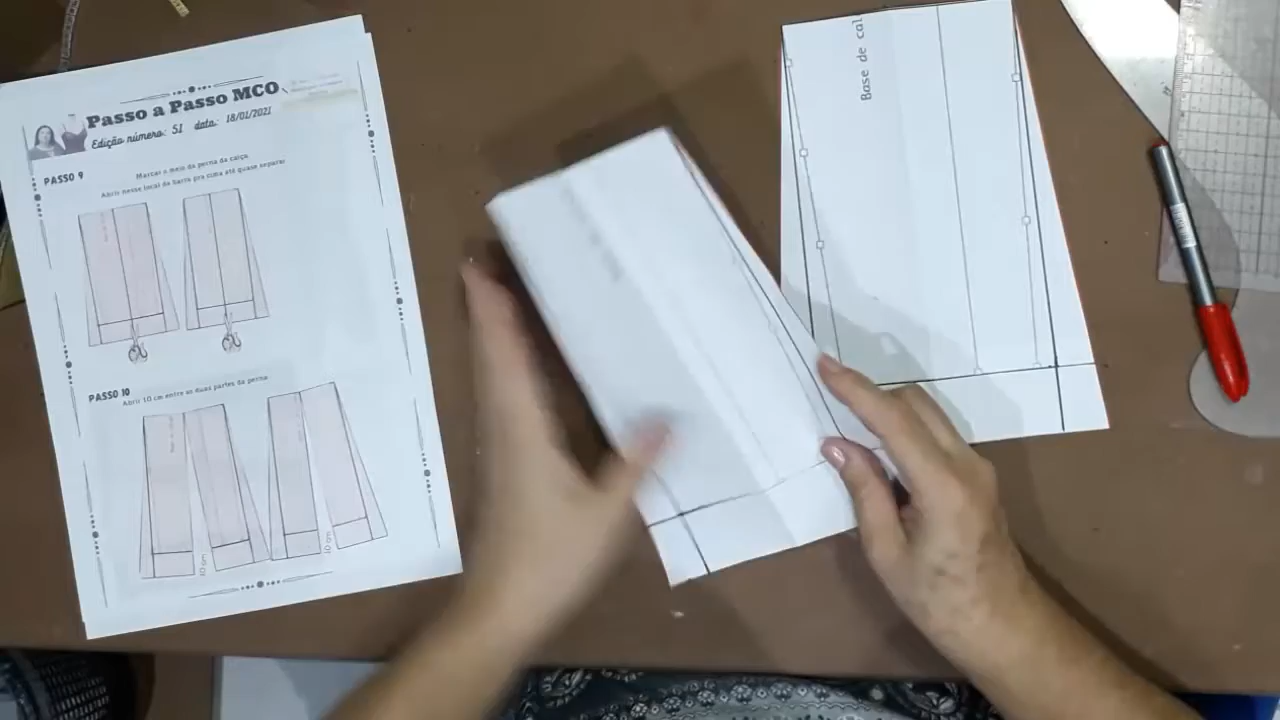 Passo a Passo MCO
Edição número: 51 data: 18/01/2021
PASSO 9
Marcar o meio da perna da calça
Abrir nesse local da barra pra cima até quase separar
PASSO 10
Abrir 10 cm entre as duas partes da perna
10 cm
10 cm
Base de cal